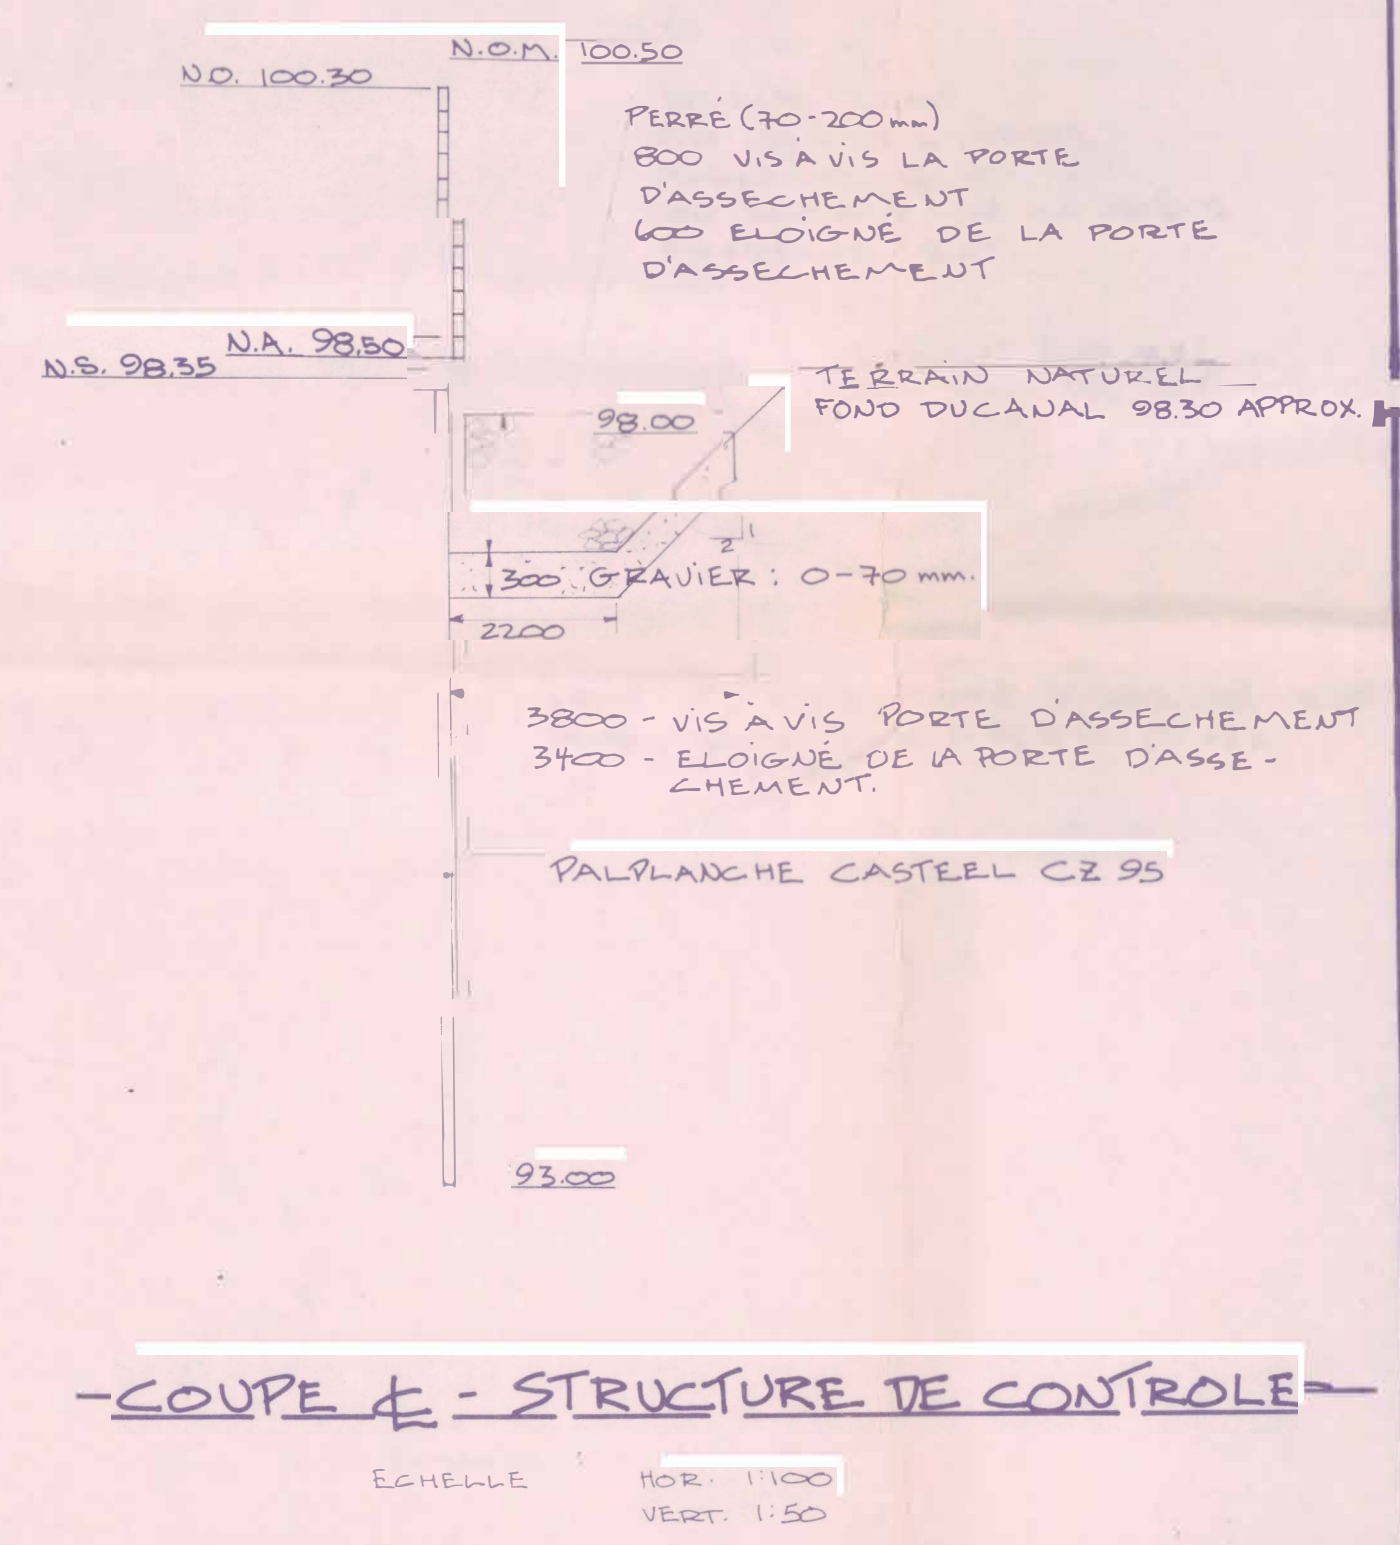 N.O.M. 100.50
N.O. 100.30
PERRÉ (70-200mm)
800 VIS À VIS LA PORTE
D'ASSECHEMENT
600 ELOIGNÉ DE LA PORTE
D'ASSECHEMENT
N.A. 98.50
N.S. 98.35
TERRAIN NATUREL
FOND DU CANAL 98.30 APPROX.
98.00
1
2
300 GRAVIER : 0-70 mm.
2200
3800 - VIS À VIS PORTE D'ASSECHEMENT
3400 - ELOIGNÉ DE LA PORTE D'ASSE-
CHEMENT.
PALPLANCHE CASTEEL CZ 95
93.00
-COUPE ℄ - STRUCTURE DE CONTROLE-
ECHELLE HOR. 1:100
VERT. 1:50